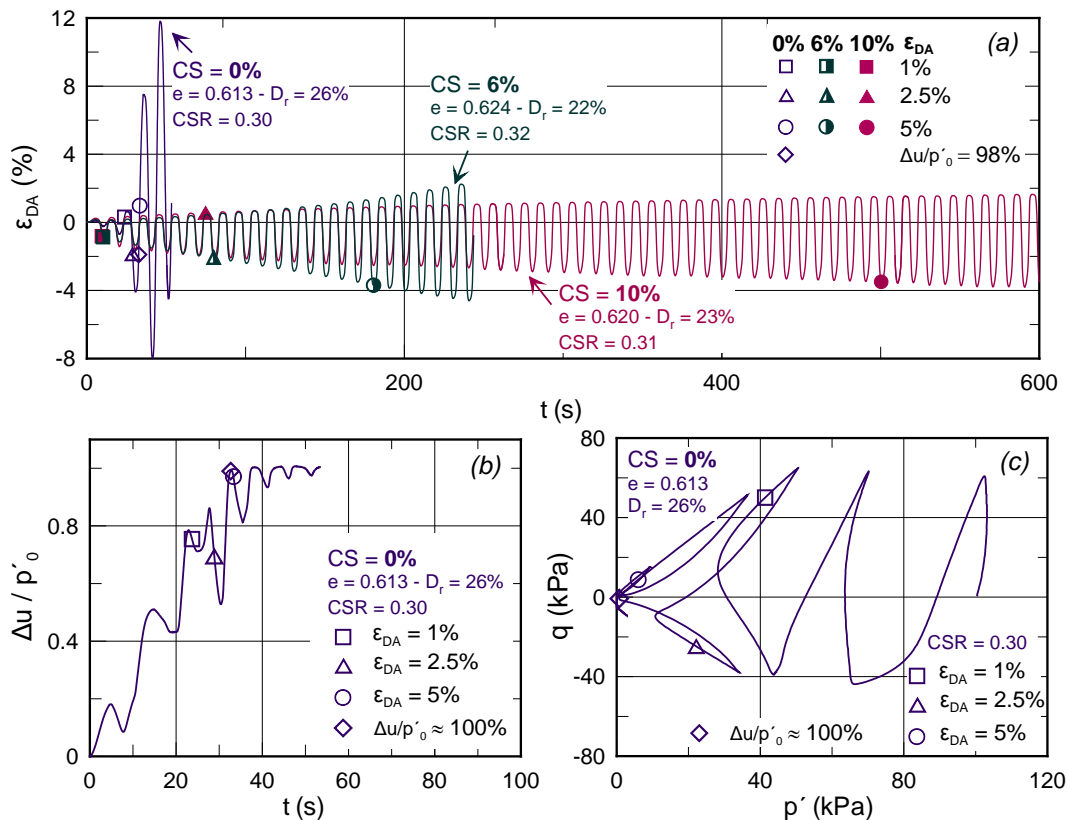 12
8
4
0
-4
-8
ε_DA (%)
0
200
400
600
t (s)
(a)
CS = 0%
e = 0.613 - D_r = 26%
CSR = 0.30
CS = 6%
e = 0.624 - D_r = 22%
CSR = 0.32
CS = 10%
e = 0.620 - D_r = 23%
CSR = 0.31
0% 6% 10% ε_DA
1%
2.5%
5%
Δu/p´_0 = 98%
(b)
0.8
0.4
0
Δu / p´_0
0
20
40
60
80
100
t (s)
CS = 0%
e = 0.613 - D_r = 26%
CSR = 0.30
ε_DA = 1%
ε_DA = 2.5%
ε_DA = 5%
Δu/p´_0 ≈ 100%
(c)
80
40
0
-40
-80
q (kPa)
0
40
80
120
p´ (kPa)
CS = 0%
e = 0.613
D_r = 26%
CSR = 0.30
ε_DA = 1%
ε_DA = 2.5%
ε_DA = 5%
Δu/p´_0 ≈ 100%